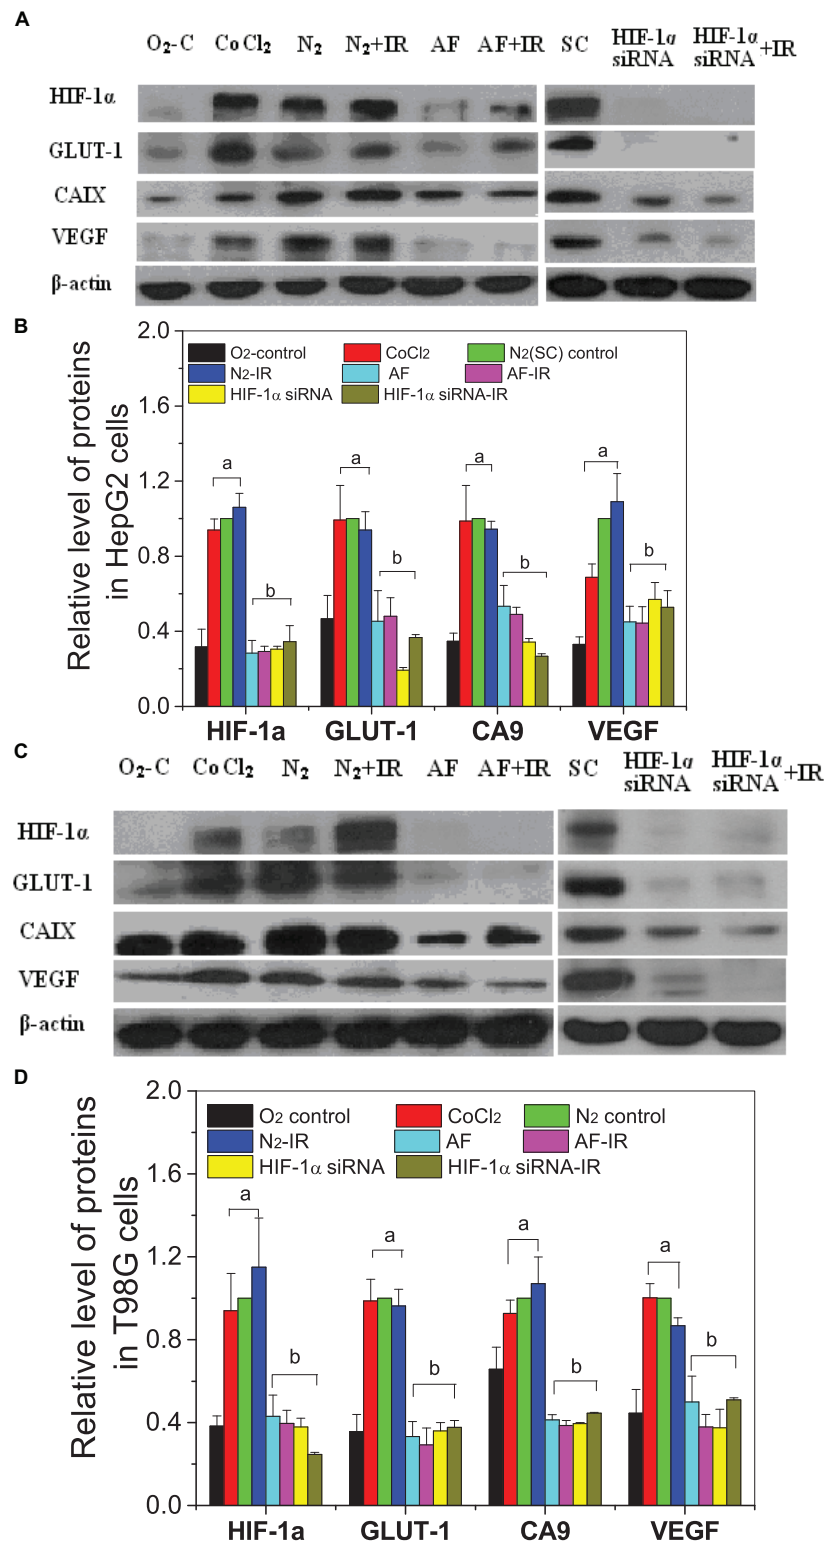 A
O₂-C CoCl₂ N₂ N₂+IR AF AF+IR SC HIF-1α siRNA HIF-1α siRNA +IR
HIF-1α
GLUT-1
CAIX
VEGF
β-actin
B
Relative level of proteins
in HepG2 cells
2.0
1.6
1.2
0.8
0.4
0.0
O₂-control CoCl₂ N₂(SC) control
N₂-IR AF AF-IR
HIF-1α siRNA HIF-1α siRNA-IR
a a a a
b b b b
HIF-1a GLUT-1 CA9 VEGF
C
O₂-C CoCl₂ N₂ N₂+IR AF AF+IR SC HIF-1α siRNA HIF-1α siRNA +IR
HIF-1α
GLUT-1
CAIX
VEGF
β-actin
D
Relative level of proteins
in T98G cells
2.0
1.6
1.2
0.8
0.4
0.0
O₂ control CoCl₂ N₂ control
N₂-IR AF AF-IR
HIF-1α siRNA HIF-1α siRNA-IR
a a a a
b b b b
HIF-1a GLUT-1 CA9 VEGF